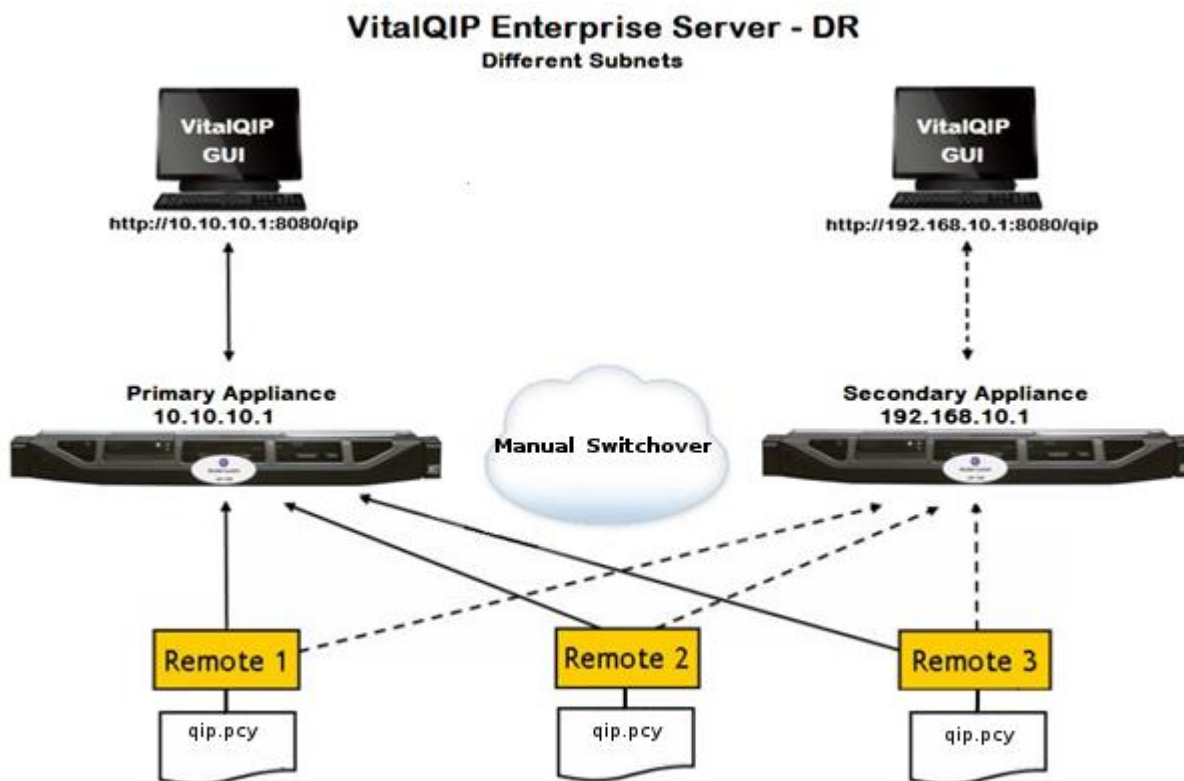 VitalQIP Enterprise Server - DR
Different Subnets
VitalQIP
GUI
http://10.10.10.1:8080/qip
VitalQIP
GUI
http://192.168.10.1:8080/qip
Primary Appliance
10.10.10.1
Manual Switchover
Secondary Appliance
192.168.10.1
Remote 1
Remote 2
Remote 3
qip.pcy
qip.pcy
qip.pcy